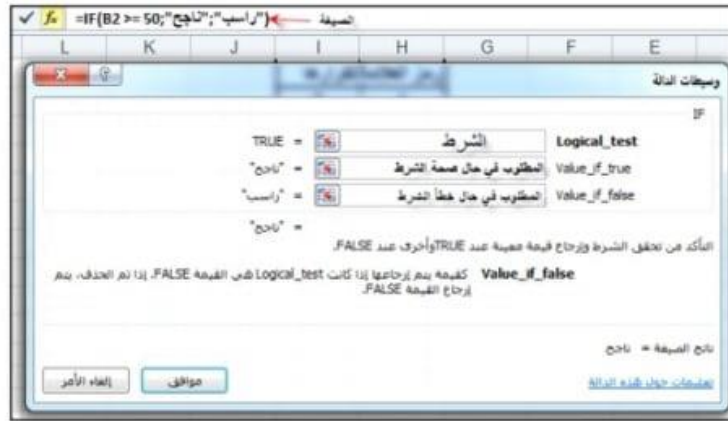 =IF(B2 >= 50;"ناجح";"راسب") الصيغة
L K J I H G F E
وسيطات الدالة
IF
Logical_test الشرط = TRUE
Value_if_true المطلوب في حال صحة الشرط = "ناجح"
Value_if_false المطلوب في حال خطأ الشرط = "راسب"
= "ناجح"
التأكد من تحقق الشرط وإرجاع قيمة معينة عند TRUE وأخرى عند FALSE.
Value_if_false كقيمة يتم إرجاعها إذا كانت Logical_test هي القيمة FALSE. إذا تم الحذف، يتم
إرجاع القيمة FALSE.
ناتج الصيغة = ناجح
تعليمات حول هذه الدالة
موافق إلغاء الأمر